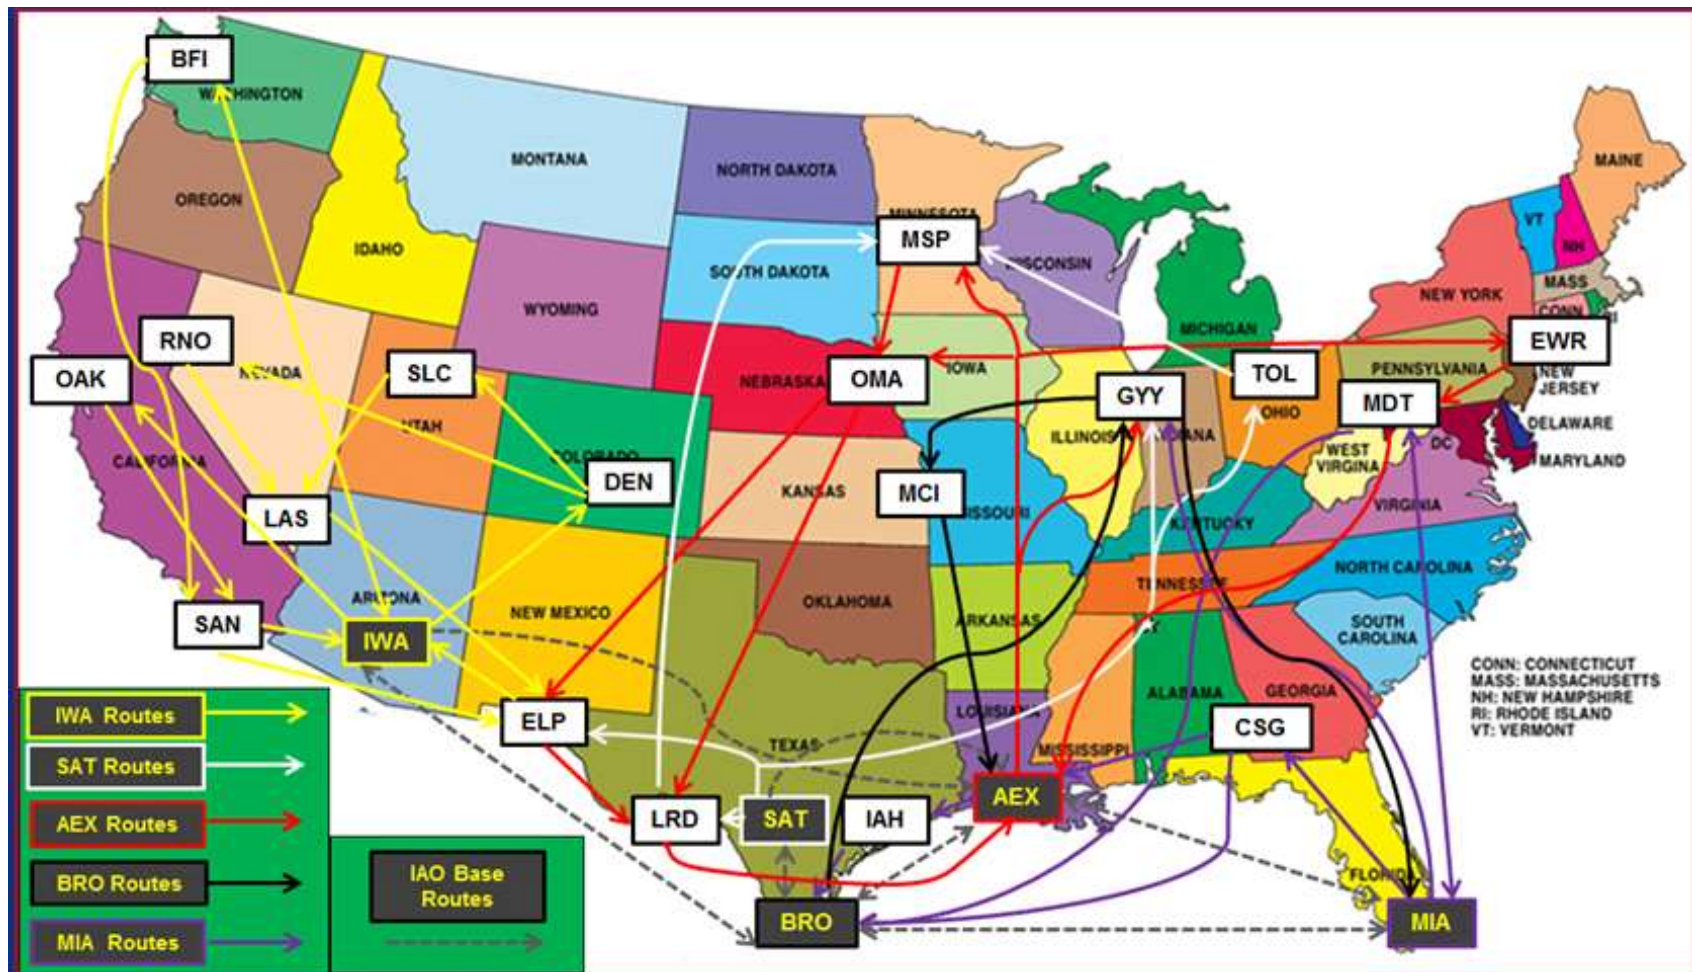 BFI
WASHINGTON
MAINE
MONTANA
NORTH DAKOTA
OREGON
MINNESOTA
VT
MSP
NH
IDAHO
SOUTH DAKOTA
WISCONSIN
MASS
NEW YORK
CONN
RI
WYOMING
MICHIGAN
RNO
EWR
OAK
NEVADA
SLC
NEBRASKA
OMA
IOWA
TOL
PENNSYLVANIA
NEW
JERSEY
GYY
MDT
OHIO
UTAH
ILLINOIS
INDIANA
DELAWARE
DC
CALIFORNIA
COLORADO
WEST
VIRGINA
MARYLAND
DEN
KANSAS
MCI
MISSOURI
VIRGINIA
LAS
KENTUCKY
NORTH CAROLINA
TENNESSEE
ARIZONA
NEW MEXICO
OKLAHOMA
ARKANSAS
SOUTH
CAROLINA
SAN
IWA
CONN: CONNECTICUT
MASS: MASSACHUSETTS
NH: NEW HAMPSHIRE
RI: RHODE ISLAND
VT: VERMONT
ALABAMA
GEORGIA
LOUISIANA
IWA Routes
ELP
CSG
TEXAS
MISSISSIPPI
SAT Routes
AEX
LRD
SAT
IAH
AEX Routes
FLORIDA
BRO Routes
IAO Base
Routes
BRO
MIA
MIA Routes